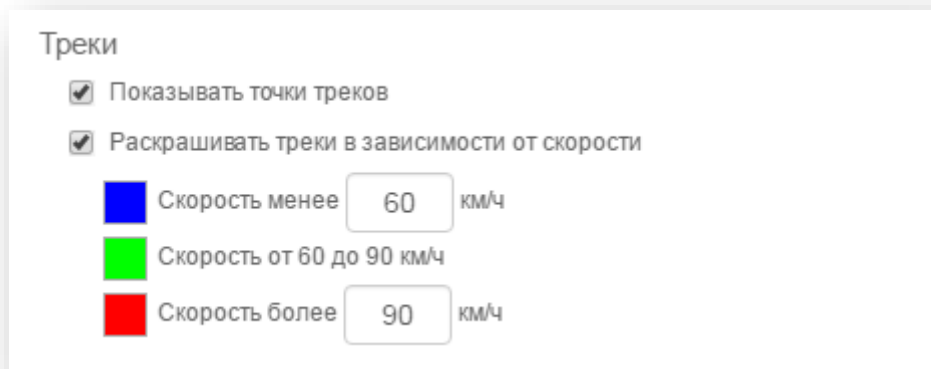 Треки
Показывать точки треков
Раскрашивать треки в зависимости от скорости
Скорость менее 60 км/ч
Скорость от 60 до 90 км/ч
Скорость более 90 км/ч